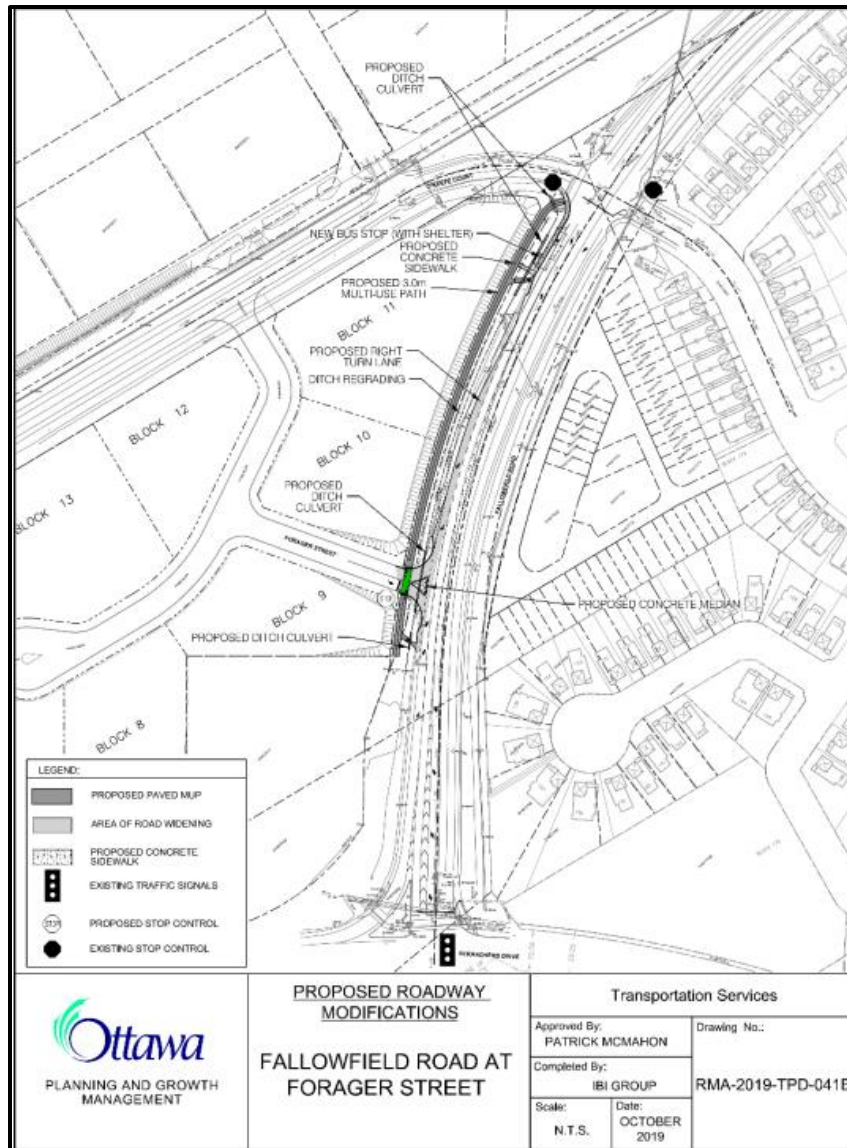 PROPOSED
DITCH
CULVERT
NEW BUS STOP (WITH SHELTER)
PROPOSED
CONCRETE
SIDEWALK
PROPOSED 3.0m
MULTI-USE PATH
BLOCK 11
PROPOSED RIGHT
TURN LANE
DITCH REGRADING
BLOCK 12
BLOCK 10
BLOCK 13
PROPOSED
DITCH
CULVERT
FALLOWFIELD ROAD
FORAGER STREET
PROPOSED CONCRETE MEDIAN
BLOCK 9
PROPOSED DITCH CULVERT
BLOCK 8
LEGEND:
PROPOSED PAVED MUP
AREA OF ROAD WIDENING
PROPOSED CONCRETE
SIDEWALK
EXISTING TRAFFIC SIGNALS
STOP
PROPOSED STOP CONTROL
EXISTING STOP CONTROL
Ottawa
PLANNING AND GROWTH
MANAGEMENT
PROPOSED ROADWAY
MODIFICATIONS
FALLOWFIELD ROAD AT
FORAGER STREET
Transportation Services
Approved By:
PATRICK MCMAHON
Completed By:
IBI GROUP
Scale:
N.T.S.
Date:
OCTOBER
2019
Drawing No.:
RMA-2019-TPD-041B